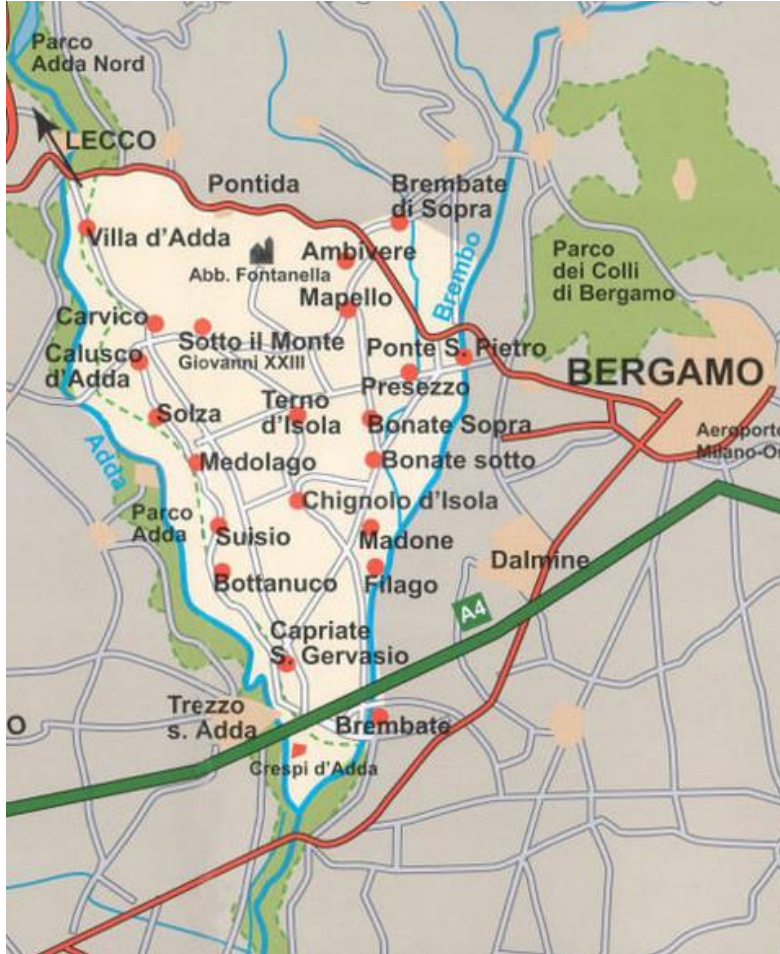 Parco
Adda Nord
LECCO
Pontida
Brembate
di Sopra
Villa d'Adda
Ambivere
Abb. Fontanella
Brembo
Parco
dei Colli
di Bergamo
Mapello
Carvico
Sotto il Monte
Giovanni XXIII
Ponte S. Pietro
Calusco
d'Adda
Presezzo
BERGAMO
Solza
Terno
d'Isola
Bonate Sopra
Aeroporto
Adda
Medolago
Bonate sotto
Parco
Adda
Chignolo d'Isola
Suisio
Madone
Dalmine
Bottanuco
Filago
A4
Capriate
S. Gervasio
Trezzo
s. Adda
Brembate
O
Crespi d'Adda